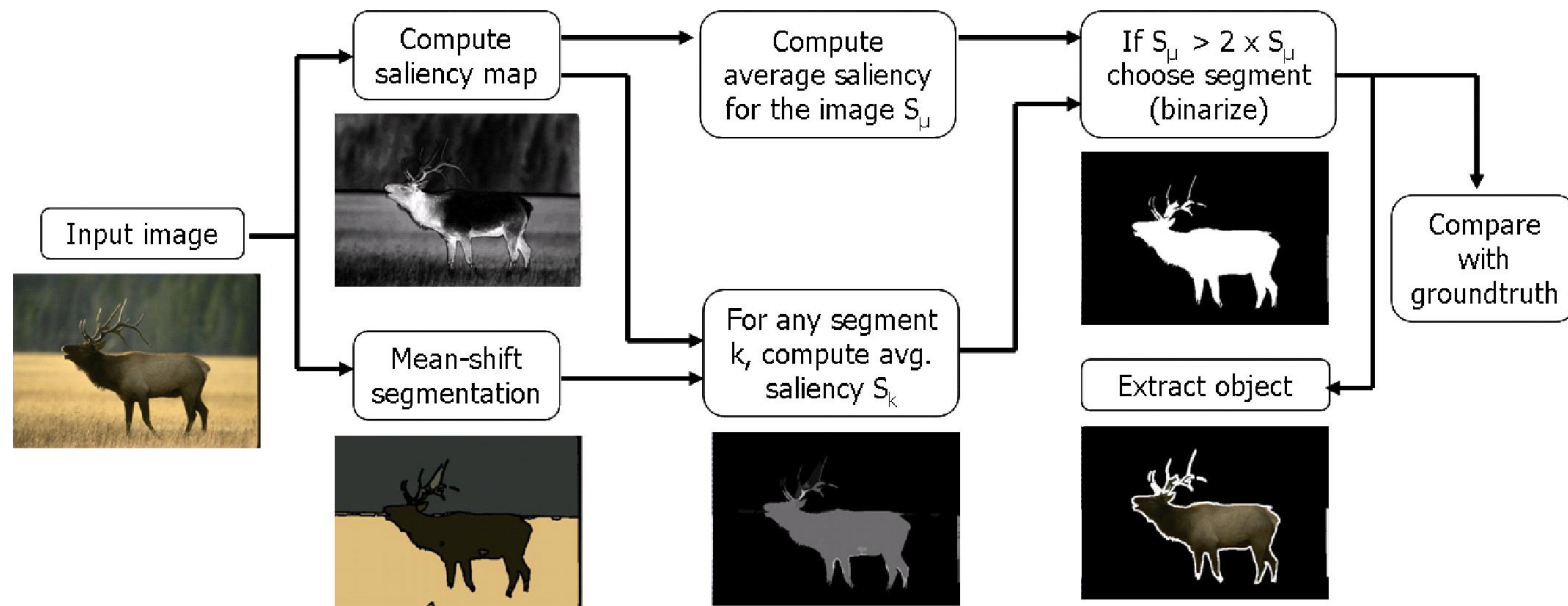 Input image
Compute
saliency map
Mean-shift
segmentation
Compute
average saliency
for the image Sμ
For any segment
k, compute avg.
saliency Sk
If Sμ > 2 x Sμ
choose segment
(binarize)
Extract object
Compare
with
groundtruth